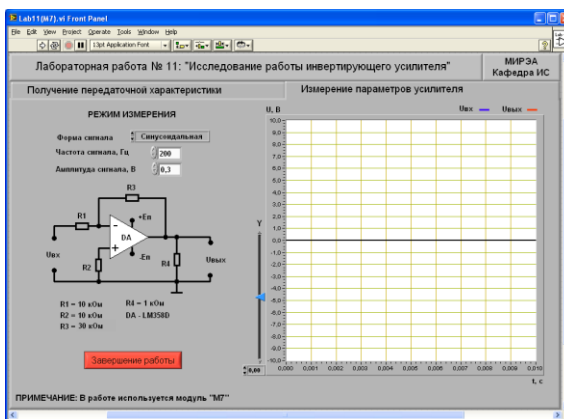 Lab11(M7).vi Front Panel
File Edit View Project Operate Tools Window Help
13pt Application Font
Лабораторная работа № 11: "Исследование работы инвертирующего усилителя"
МИРЭА
Кафедра ИС
Получение передаточной характеристики
Измерение параметров усилителя
РЕЖИМ ИЗМЕРЕНИЯ
Форма сигнала Синусоидальная
Частота сигнала, Гц 200
Амплитуда сигнала, В 0,3
R3
R1
+Eп
DA
-Eп
Uвх
R2
R4
Uвых
R1 = 10 кОм R4 = 1 кОм
R2 = 10 кОм DA - LM358D
R3 = 30 кОм
Завершение работы
U, В
Uвх Uвых
10,0
9,0
8,0
7,0
6,0
5,0
4,0
3,0
2,0
1,0
0,0
-1,0
-2,0
-3,0
-4,0
-5,0
-6,0
-7,0
-8,0
-9,0
-10,0
Y
0,00
0,000 0,001 0,002 0,003 0,004 0,005 0,006 0,007 0,008 0,009 0,010
t, с
ПРИМЕЧАНИЕ: В работе используется модуль "М7"